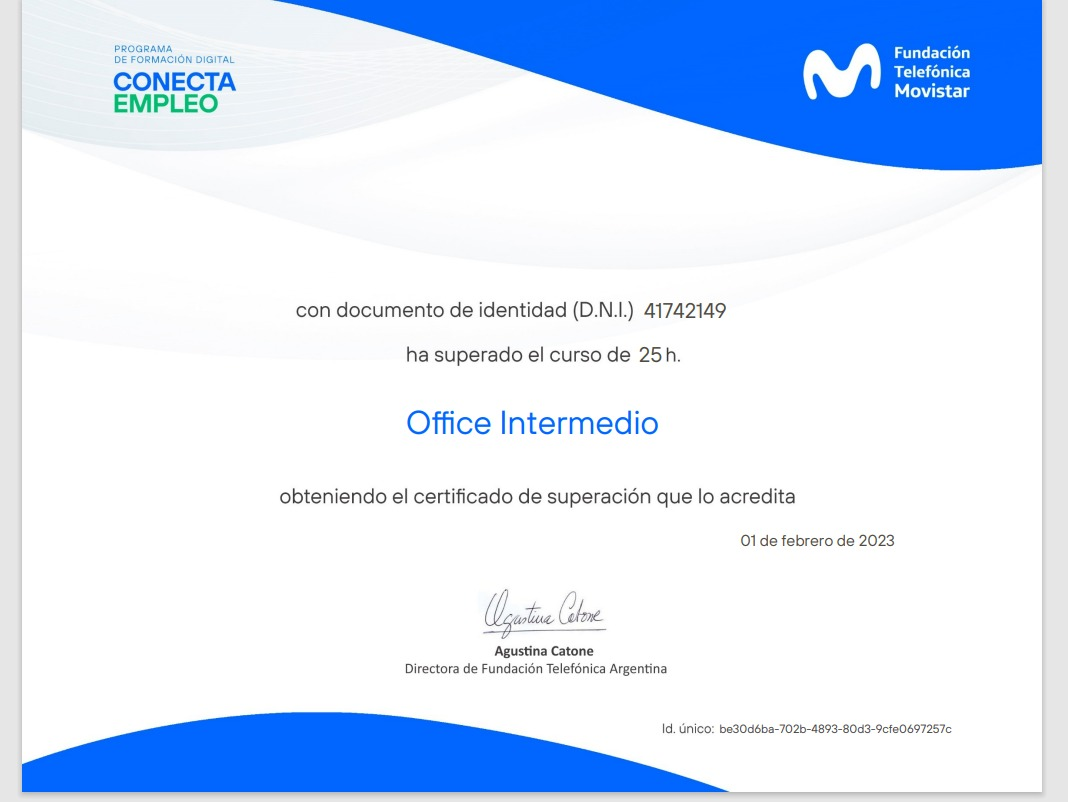 PROGRAMA
DE FORMACIÓN DIGITAL
CONECTA
EMPLEO
Fundación
Telefónica
Movistar
con documento de identidad (D.N.I.) 41742149
ha superado el curso de 25 h.
Office Intermedio
obteniendo el certificado de superación que lo acredita
01 de febrero de 2023
Agustina Catone
Agustina Catone
Directora de Fundación Telefónica Argentina
Id. único: be30d6ba-702b-4893-80d3-9cfe0697257c